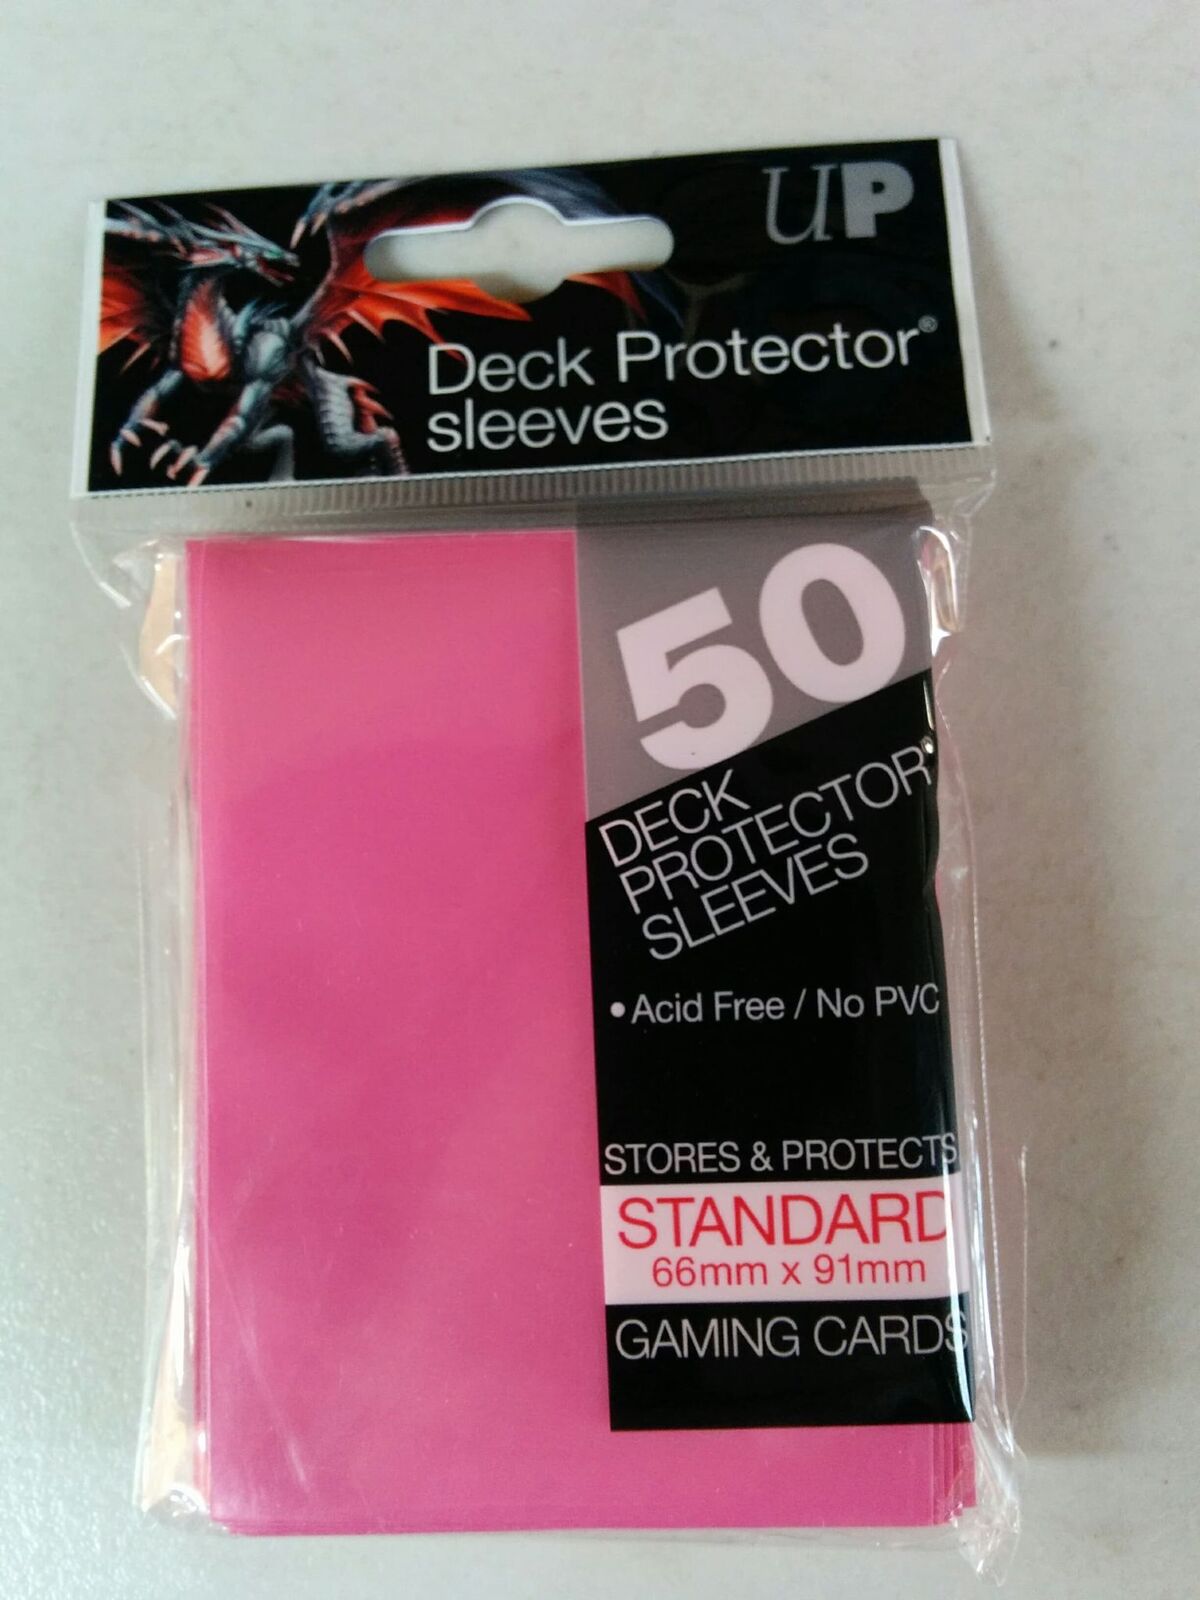 UP
Deck Protector®
sleeves
50
DECK
PROTECTOR®
SLEEVES
•Acid Free / No PVC
STORES & PROTECTS
STANDARD
66mm x 91mm
GAMING CARDS